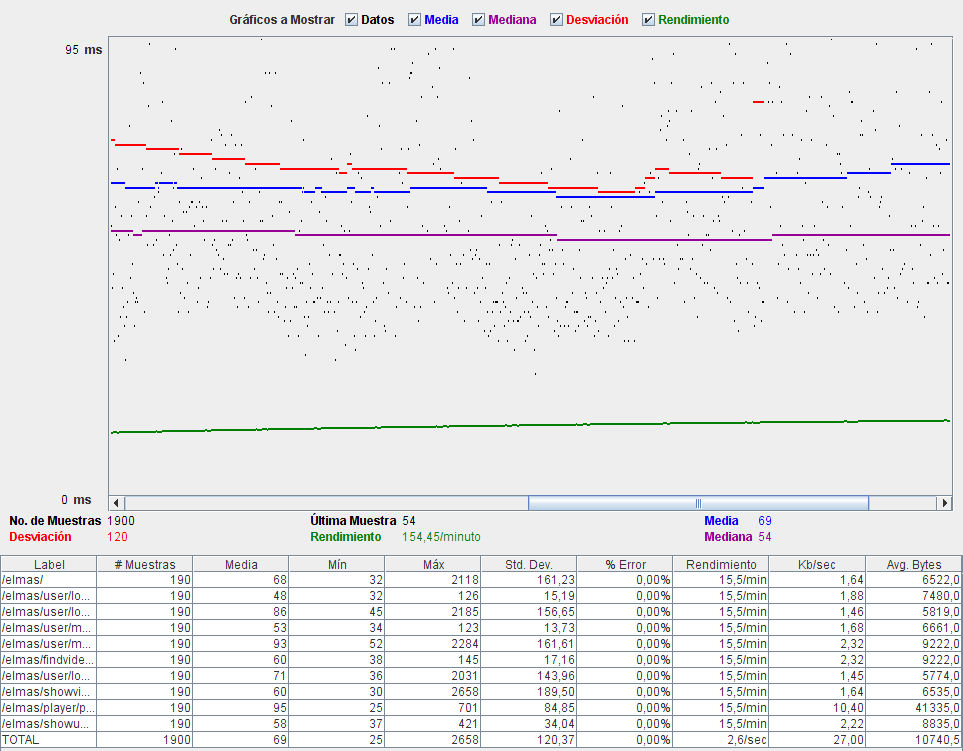 Gráficos a Mostrar Datos Media Mediana Desviación Rendimiento
95 ms
0 ms
No. de Muestras 1900 Última Muestra 54 Media 69
Desviación 120 Rendimiento 154,45/minuto Mediana 54
Label # Muestras Media Mín Máx Std. Dev. % Error Rendimiento Kb/sec Avg. Bytes
/elmas/ 190 68 32 2118 161,23 0,00% 15,5/min 1,64 6522,0
/elmas/user/lo... 190 48 32 126 15,19 0,00% 15,5/min 1,88 7480,0
/elmas/user/lo... 190 86 45 2185 156,65 0,00% 15,5/min 1,46 5819,0
/elmas/user/m... 190 53 34 123 13,73 0,00% 15,5/min 1,68 6661,0
/elmas/user/m... 190 93 52 2284 161,61 0,00% 15,5/min 2,32 9222,0
/elmas/findvide... 190 60 38 145 17,16 0,00% 15,5/min 2,32 9222,0
/elmas/user/lo... 190 71 36 2031 143,96 0,00% 15,5/min 1,45 5774,0
/elmas/showvi... 190 60 30 2658 189,50 0,00% 15,5/min 1,64 6535,0
/elmas/player/p... 190 95 25 701 84,85 0,00% 15,5/min 10,40 41335,0
/elmas/showu... 190 58 37 421 34,04 0,00% 15,5/min 2,22 8835,0
TOTAL 1900 69 25 2658 120,37 0,00% 2,6/sec 27,00 10740,5